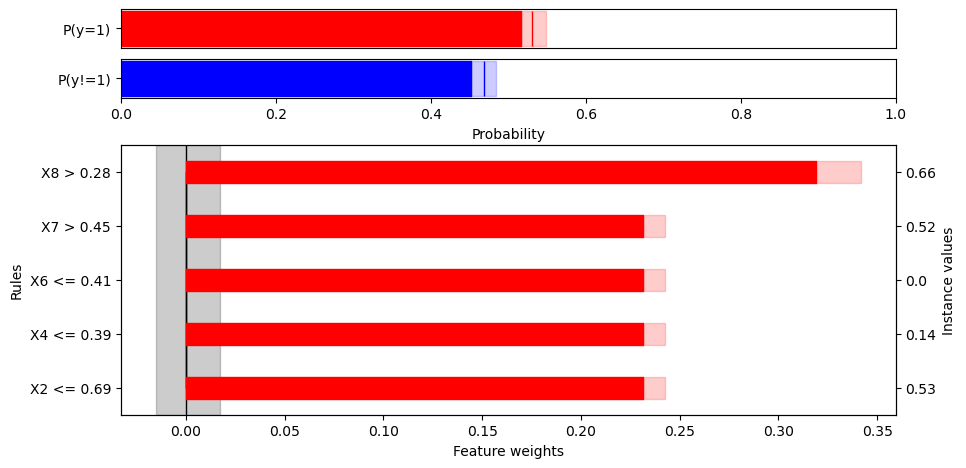 P(y=1)
P(y!=1)
0.0 0.2 0.4 0.6 0.8 1.0
Probability
X8 > 0.28 0.66
X7 > 0.45 0.52
X6 <= 0.41 0.0
X4 <= 0.39 0.14
X2 <= 0.69 0.53
Rules
Instance values
0.00 0.05 0.10 0.15 0.20 0.25 0.30 0.35
Feature weights